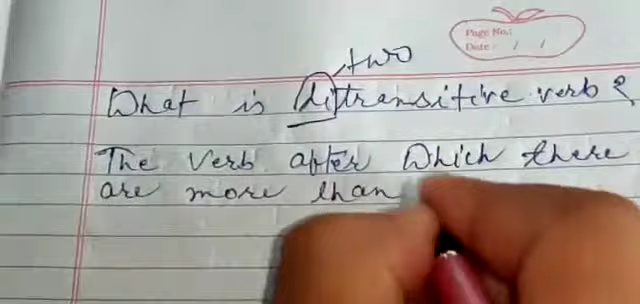 Page No.:
Date: / /
two
What is ditransitive verb?
The verb after which there
are more than